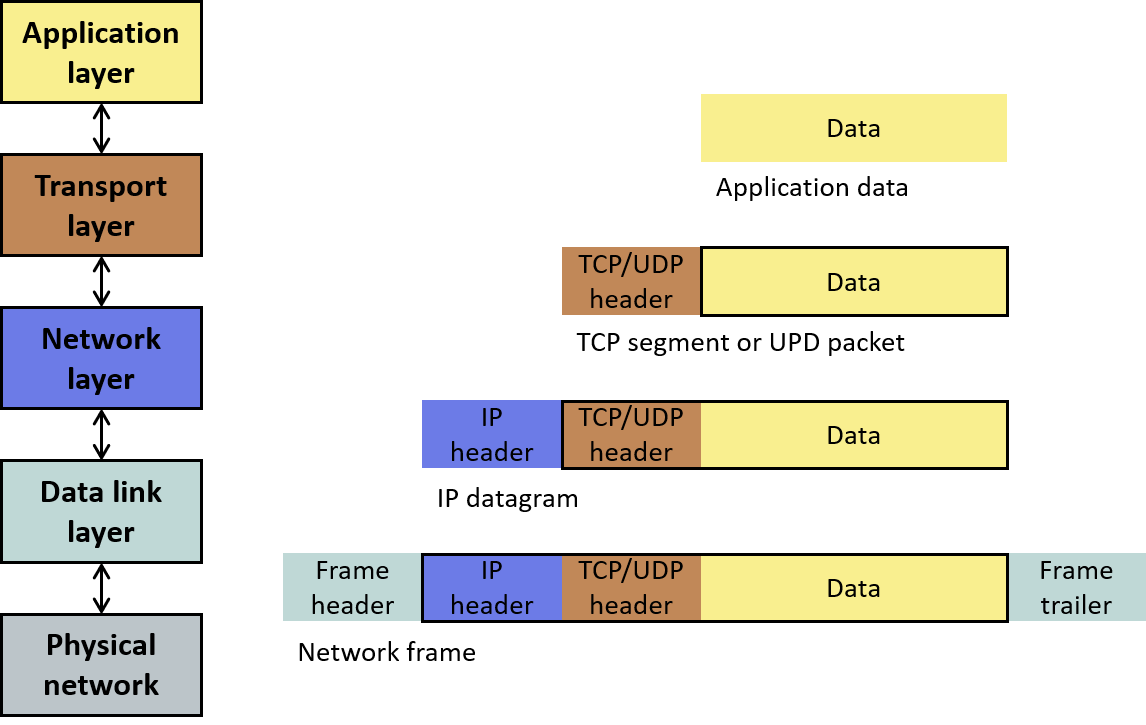 Application
layer
Transport
layer
Network
layer
Data link
layer
Physical
network
Data
Application data
TCP/UDP
header
Data
TCP segment or UPD packet
IP
header
TCP/UDP
header
Data
IP datagram
Frame
header
IP
header
TCP/UDP
header
Data
Frame
trailer
Network frame